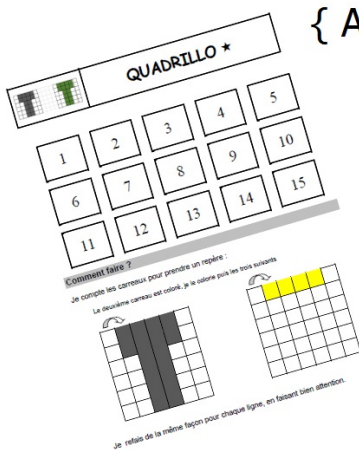 { A
QUADRILLO ★
1 2 3 4 5
6 7 8 9 10
11 12 13 14 15
Comment faire ?
Je compte les carreaux pour prendre un repère :
Le deuxième carreau est coloré, je le colorie puis les trois suivants
Je refais de la même façon pour chaque ligne, en faisant bien attention.